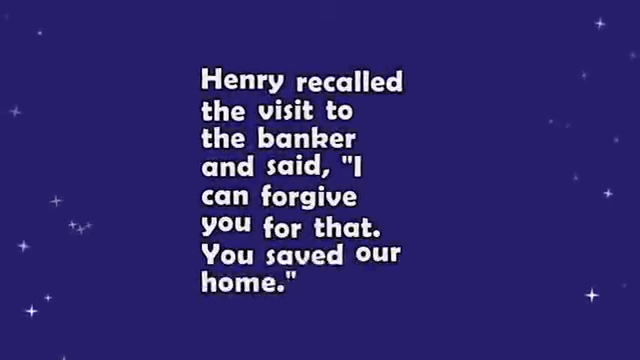 Henry recalled
the visit to
the banker
and said, "I
can forgive
you for that.
You saved our
home."